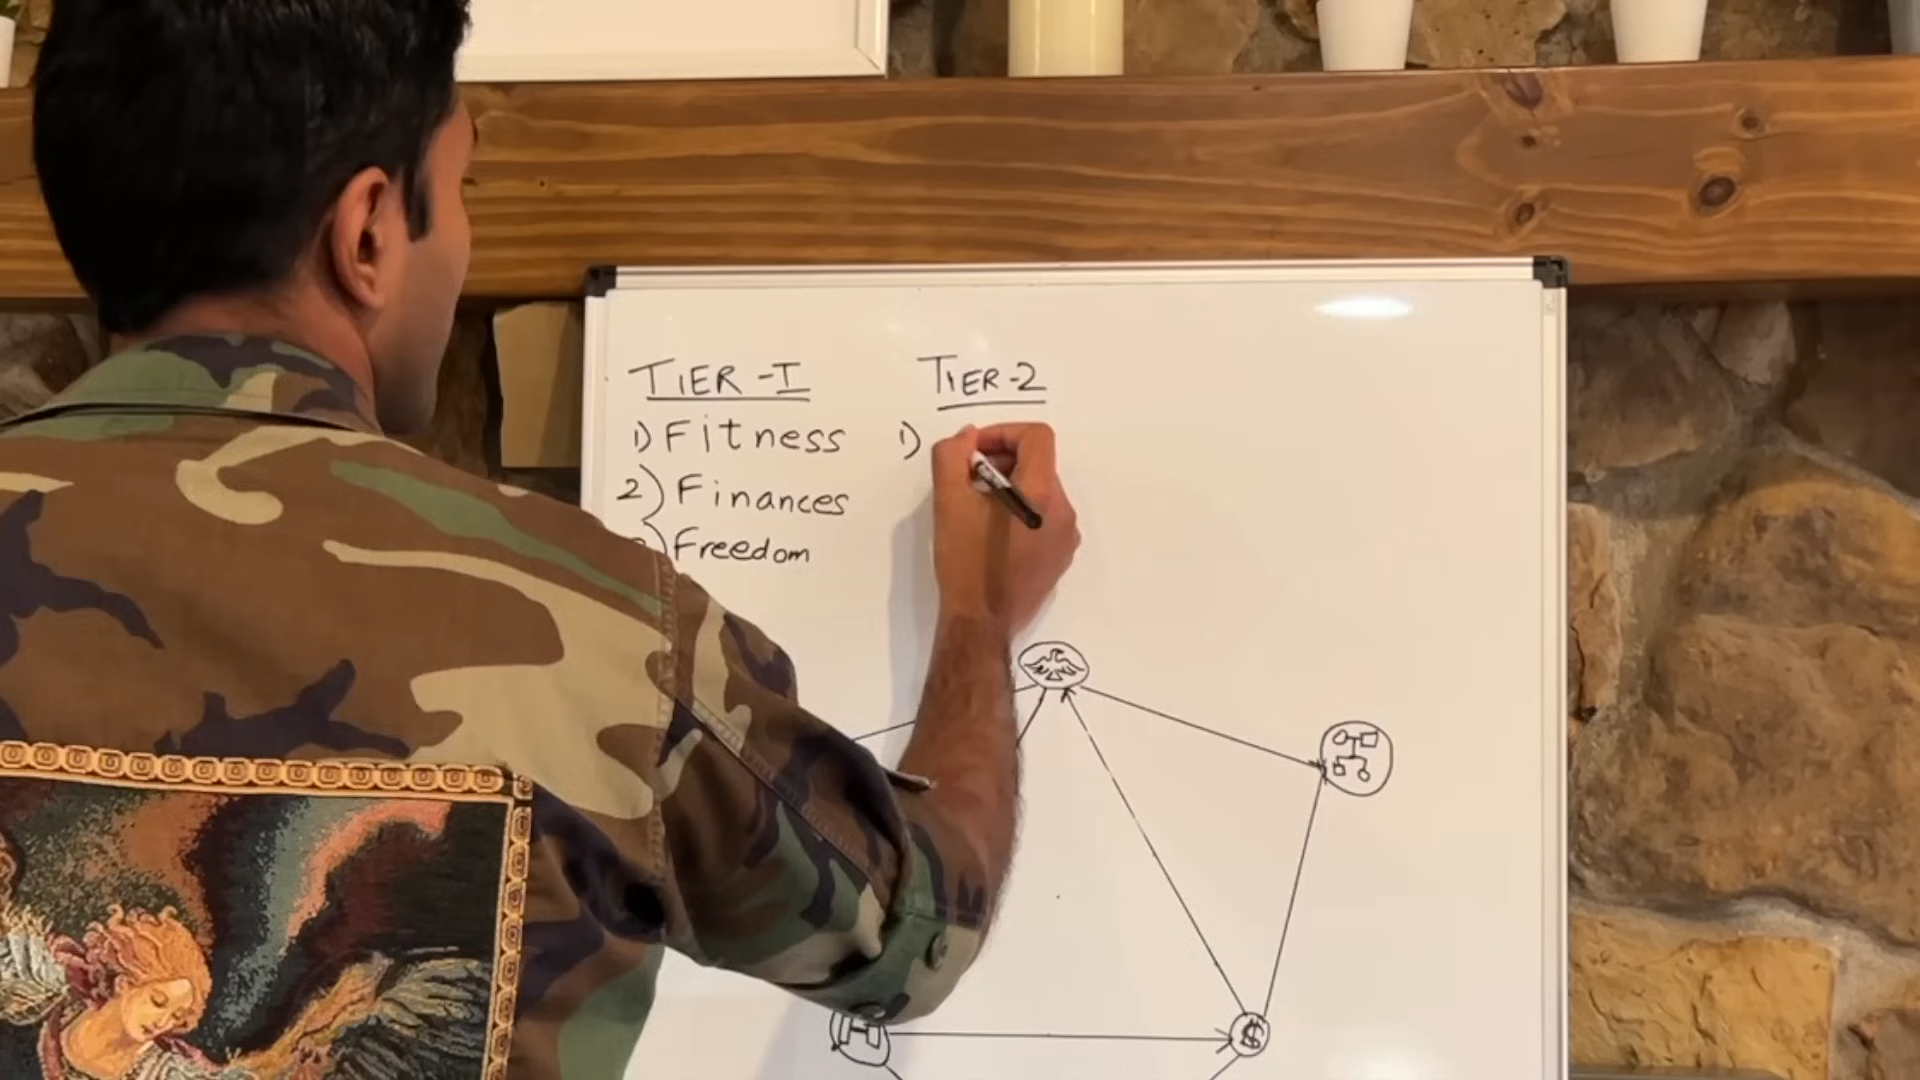 TIER-I
1) Fitness
2) Finances
) Freedom
TIER-2
1)
H
$